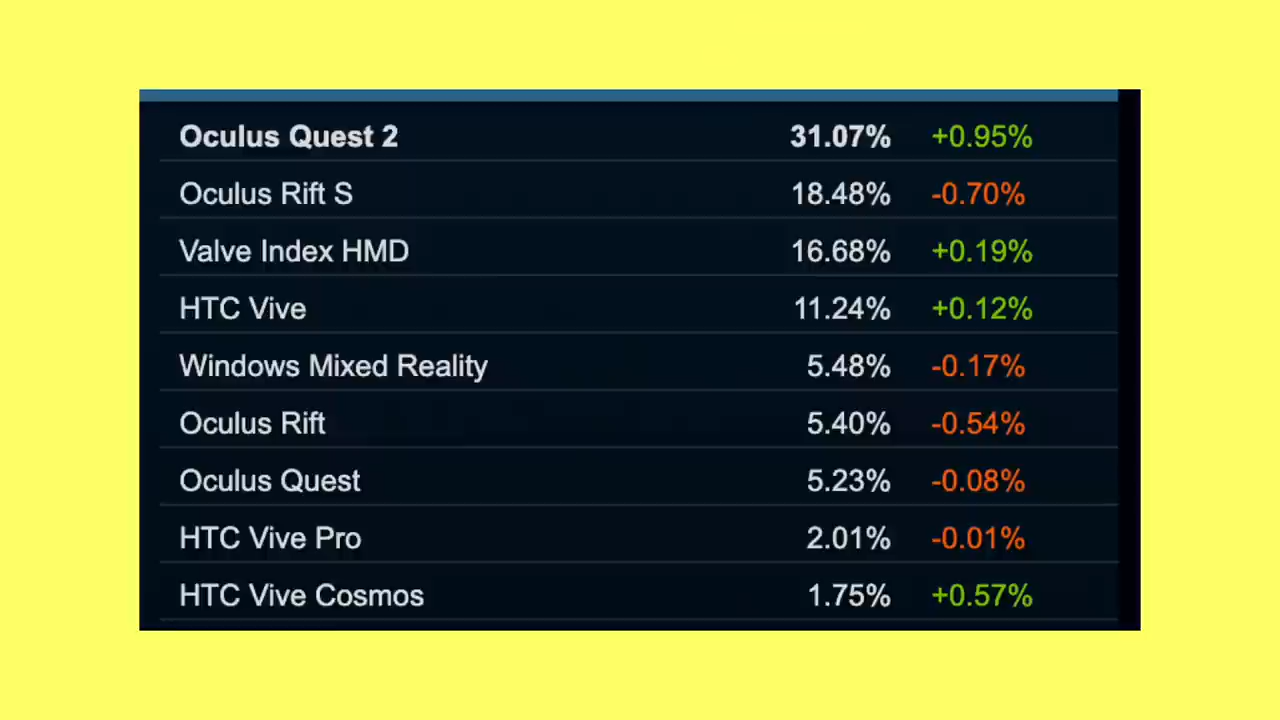 Oculus Quest 2 31.07% +0.95%
Oculus Rift S 18.48% -0.70%
Valve Index HMD 16.68% +0.19%
HTC Vive 11.24% +0.12%
Windows Mixed Reality 5.48% -0.17%
Oculus Rift 5.40% -0.54%
Oculus Quest 5.23% -0.08%
HTC Vive Pro 2.01% -0.01%
HTC Vive Cosmos 1.75% +0.57%